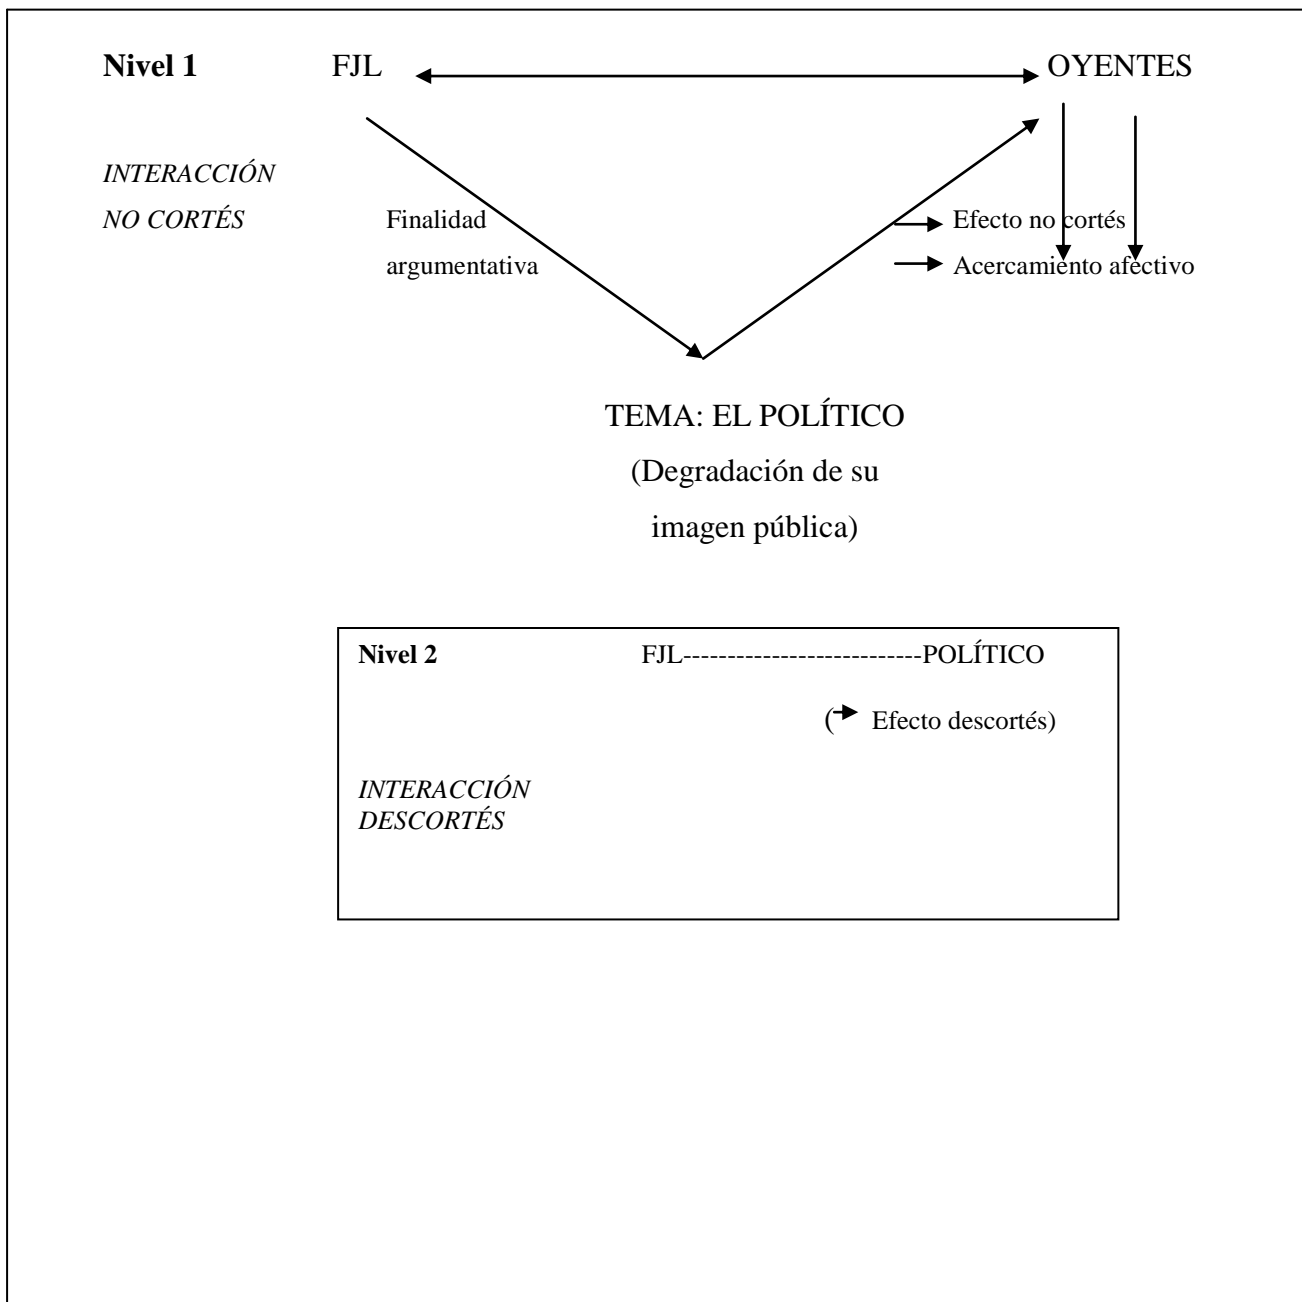 Nivel 1 FJL OYENTES
INTERACCIÓN
NO CORTÉS Finalidad Efecto no cortés
argumentativa Acercamiento afectivo
TEMA: EL POLÍTICO
(Degradación de su
imagen pública)
Nivel 2 FJL---------------------------POLÍTICO
( Efecto descortés)
INTERACCIÓN
DESCORTÉS